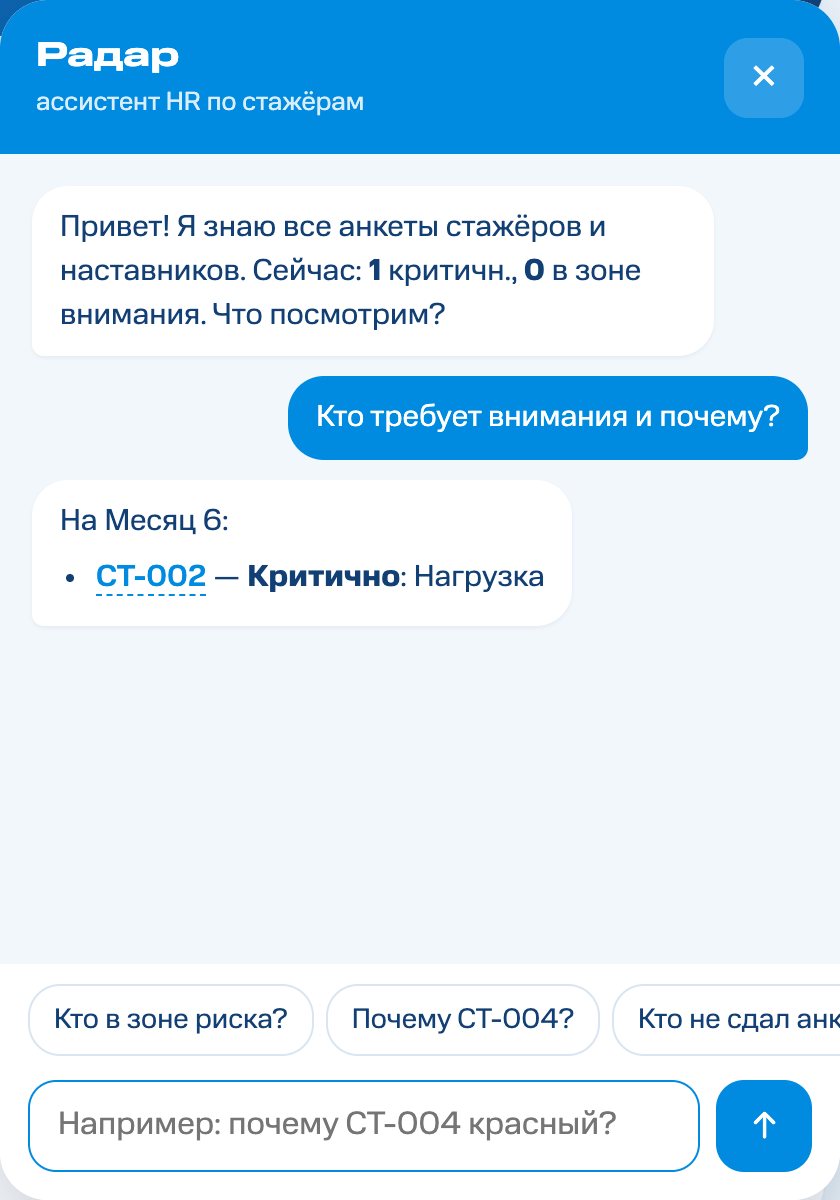 Радар
ассистент HR по стажёрам
Привет! Я знаю все анкеты стажёров и
наставников. Сейчас: 1 критичн., 0 в зоне
внимания. Что посмотрим?
Кто требует внимания и почему?
На Месяц 6:
• СТ-002 — Критично: Нагрузка
Кто в зоне риска?
Почему СТ-004?
Кто не сдал анк
Например: почему СТ-004 красный?